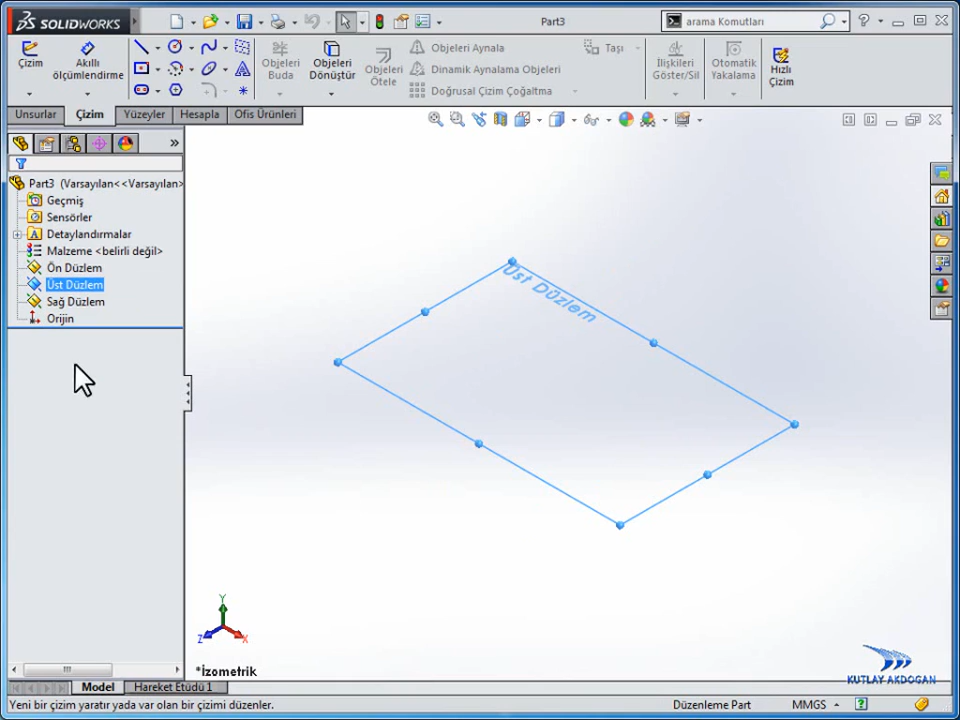 SOLIDWORKS
Part3
arama Komutları
Çizim
Akıllı
ölçümlendirme
Objeleri
Buda
Objeleri
Dönüştür
Objeleri
Ötele
Objeleri Aynala
Dinamik Aynalama Objeleri
Doğrusal Çizim Çoğaltma
Taşı
İlişkileri
Göster/Sil
Otomatik
Yakalama
Hızlı
Çizim
Unsurlar
Çizim
Yüzeyler
Hesapla
Ofis Ürünleri
Part3 (Varsayılan<<Varsayılan>
Geçmiş
Sensörler
Detaylandırmalar
Malzeme <belirli değil>
Ön Düzlem
Üst Düzlem
Sağ Düzlem
Orijin
Üst Düzlem
Y
Z
X
*İzometrik
KUTLAY AKDOGAN
Model
Hareket Etüdü 1
Yeni bir çizim yaratır yada var olan bir çizimi düzenler.
Düzenleme Part
MMGS